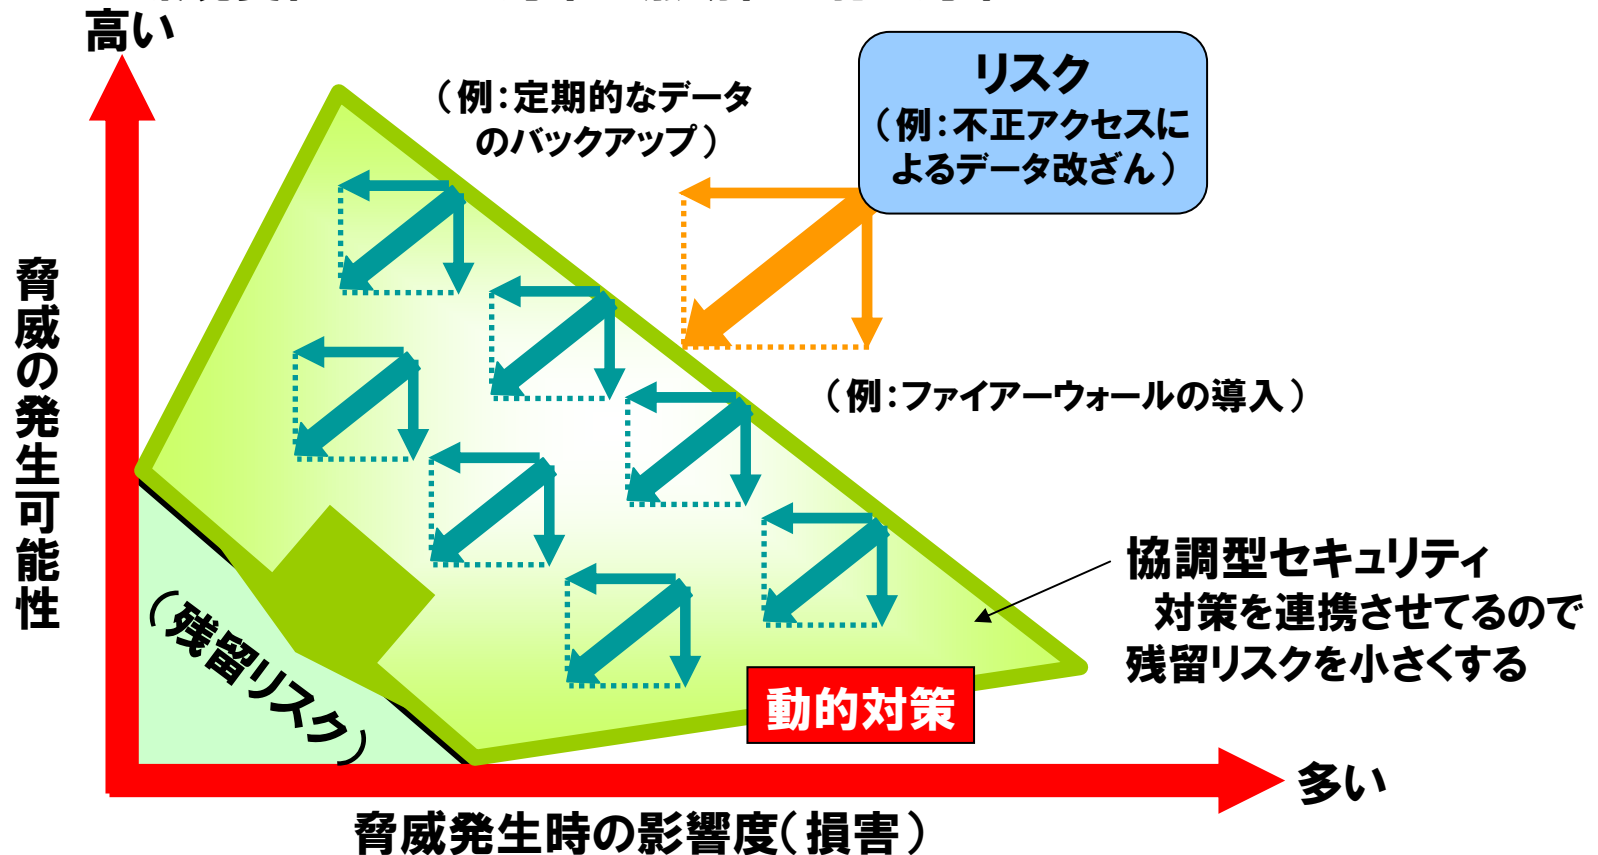 高い
（例：定期的なデータ
のバックアップ）
リスク
（例：不正アクセスに
よるデータ改ざん）
脅威の発生可能性
（例：ファイアーウォールの導入）
協調型セキュリティ
対策を連携させてるので
残留リスクを小さくする
（残留リスク）
動的対策
多い
脅威発生時の影響度（損害）